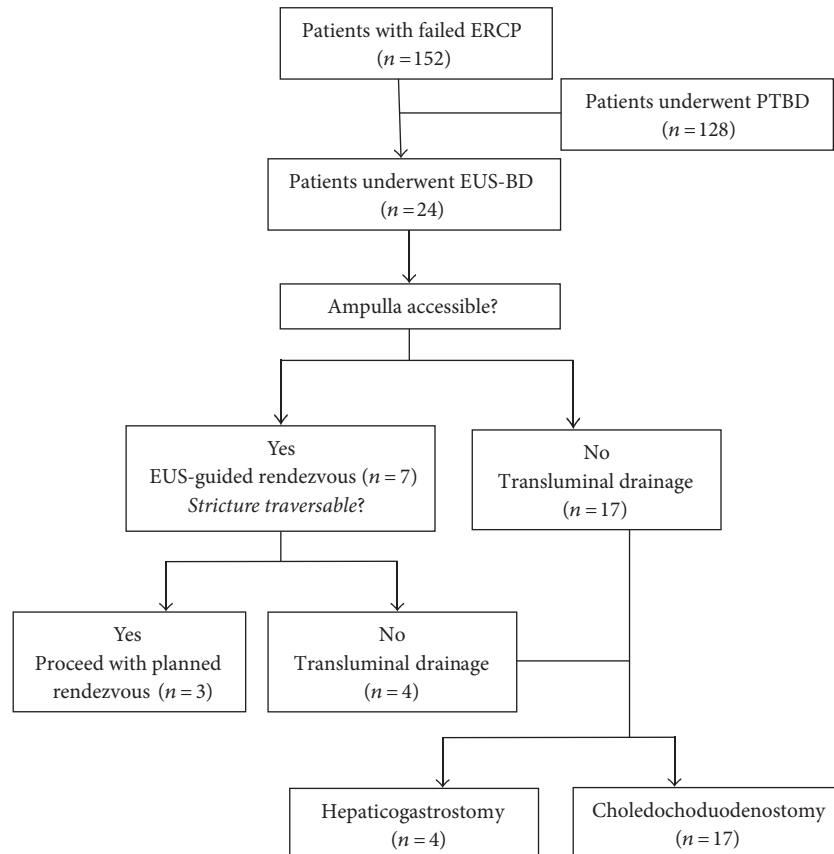 Patients with failed ERCP
(n = 152)
Patients underwent PTBD
(n = 128)
Patients underwent EUS-BD
(n = 24)
Ampulla accessible?
Yes
EUS-guided rendezvous (n = 7)
Stricture traversable?
No
Transluminal drainage
(n = 17)
Yes
Proceed with planned
rendezvous (n = 3)
No
Transluminal drainage
(n = 4)
Hepaticogastrostomy
(n = 4)
Choledochoduodenostomy
(n = 17)